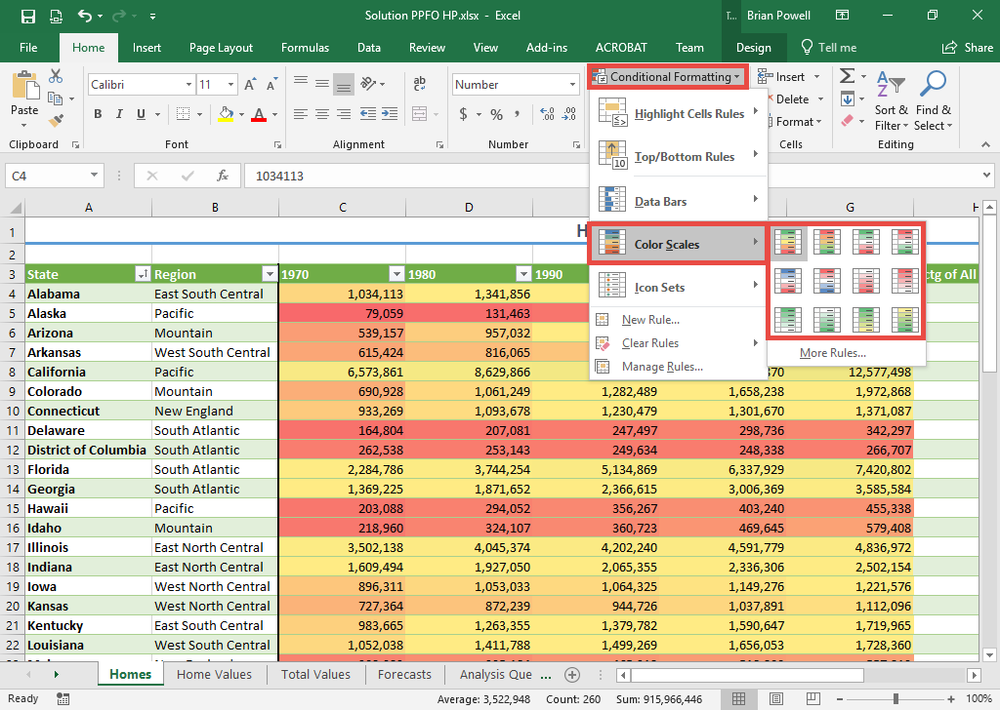 Solution PPFO HP.xlsx - Excel T... Brian Powell
File Home Insert Page Layout Formulas Data Review View Add-ins ACROBAT Team Design Tell me Share
Paste Calibri 11 A A ab Number Conditional Formatting Insert Σ A Z
B I U A $ % , .0 .00 Delete Sort & Find &
Format Filter Select
Clipboard Font Alignment Number Cells Editing
C4 fx 1034113
Highlight Cells Rules
Top/Bottom Rules
Data Bars
Color Scales
Icon Sets
New Rule...
Clear Rules
Manage Rules...
More Rules...
A B C D G H
1 H
2
3 State Region 1970 1980 1990 ctg of All
4 Alabama East South Central 1,034,113 1,341,856
5 Alaska Pacific 79,059 131,463
6 Arizona Mountain 539,157 957,032
7 Arkansas West South Central 615,424 816,065
8 California Pacific 6,573,861 8,629,866 370 12,577,498
9 Colorado Mountain 690,928 1,061,249 1,282,489 1,658,238 1,972,868
10 Connecticut New England 933,269 1,093,678 1,230,479 1,301,670 1,371,087
11 Delaware South Atlantic 164,804 207,081 247,497 298,736 342,297
12 District of Columbia South Atlantic 262,538 253,143 249,634 248,338 266,707
13 Florida South Atlantic 2,284,786 3,744,254 5,134,869 6,337,929 7,420,802
14 Georgia South Atlantic 1,369,225 1,871,652 2,366,615 3,006,369 3,585,584
15 Hawaii Pacific 203,088 294,052 356,267 403,240 455,338
16 Idaho Mountain 218,960 324,107 360,723 469,645 579,408
17 Illinois East North Central 3,502,138 4,045,374 4,202,240 4,591,779 4,836,972
18 Indiana East North Central 1,609,494 1,927,050 2,065,355 2,336,306 2,502,154
19 Iowa West North Central 896,311 1,053,033 1,064,325 1,149,276 1,221,576
20 Kansas West North Central 727,364 872,239 944,726 1,037,891 1,112,096
21 Kentucky East South Central 983,665 1,263,355 1,379,782 1,590,647 1,719,965
22 Louisiana West South Central 1,052,038 1,411,788 1,499,269 1,656,053 1,728,360
Homes Home Values Total Values Forecasts Analysis Que ...
Ready Average: 3,522,948 Count: 260 Sum: 915,966,446 100%